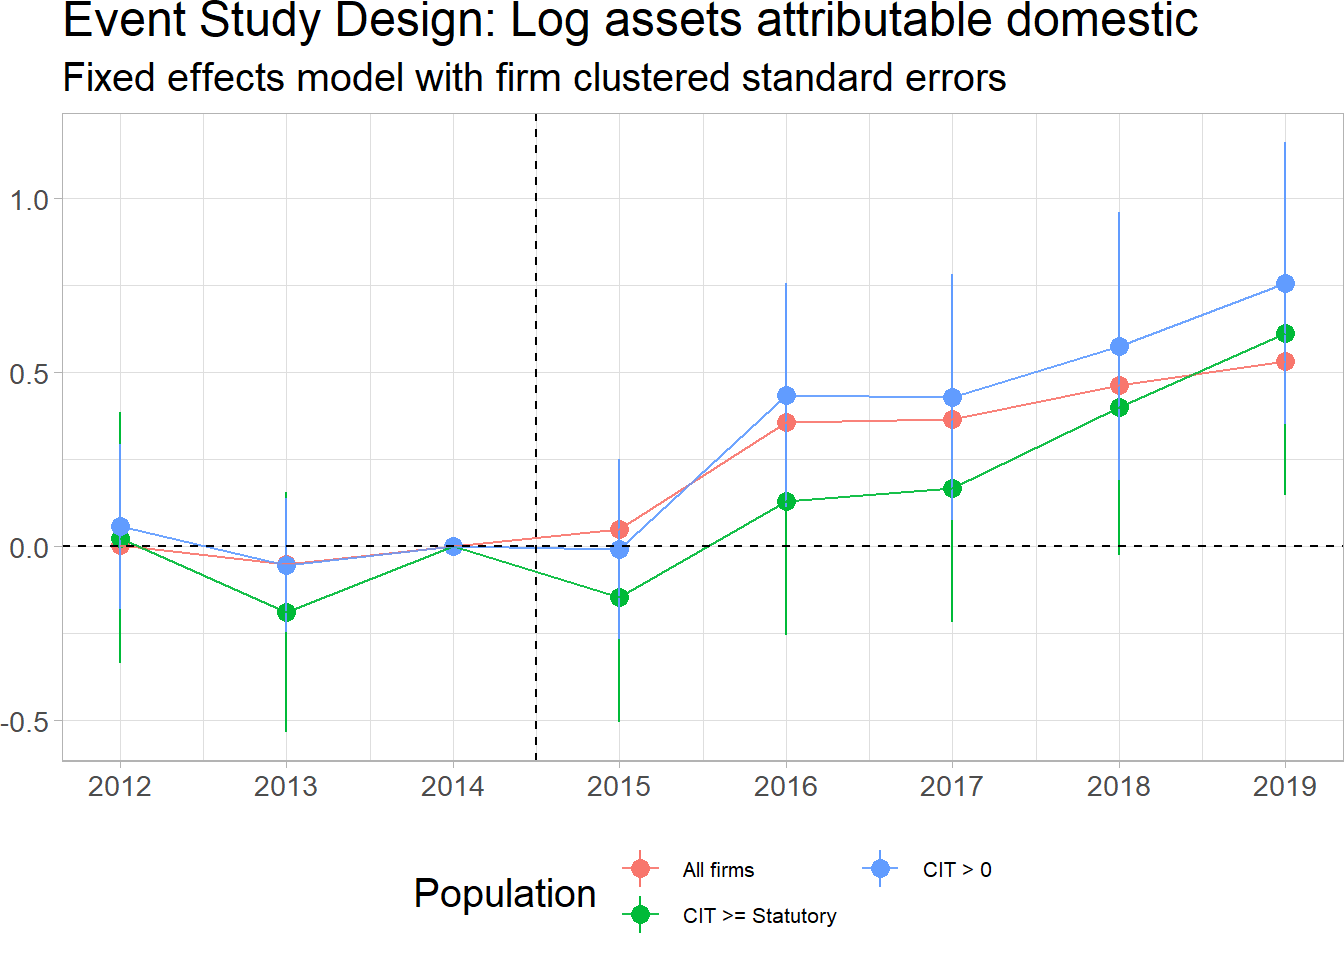 Event Study Design: Log assets attributable domestic
Fixed effects model with firm clustered standard errors
1.0
0.5
0.0
-0.5
2012 2013 2014 2015 2016 2017 2018 2019
Population
All firms
CIT > 0
CIT >= Statutory